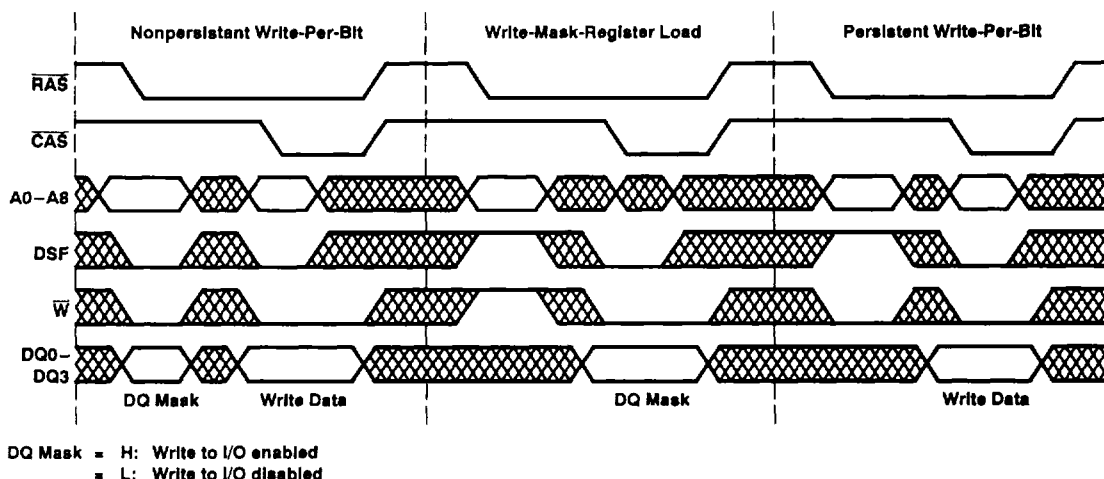 Nonpersistant Write-Per-Bit
Write-Mask-Register Load
Persistent Write-Per-Bit
RAS
CAS
A0–A8
DSF
W
DQ0–
DQ3
DQ Mask
Write Data
DQ Mask
Write Data
DQ Mask = H: Write to I/O enabled
= L: Write to I/O disabled